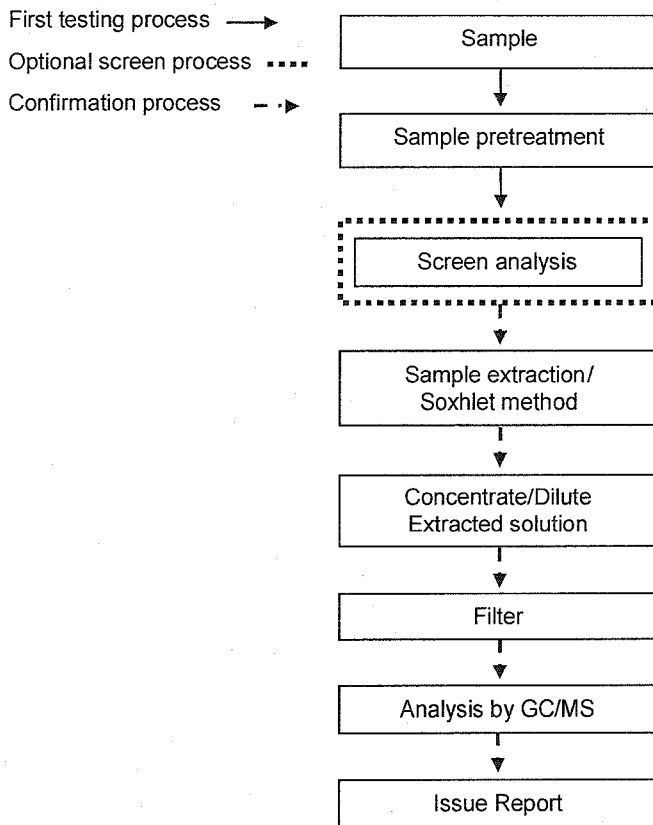 First testing process
Optional screen process
Confirmation process
Sample
Sample pretreatment
Screen analysis
Sample extraction/
Soxhlet method
Concentrate/Dilute
Extracted solution
Filter
Analysis by GC/MS
Issue Report